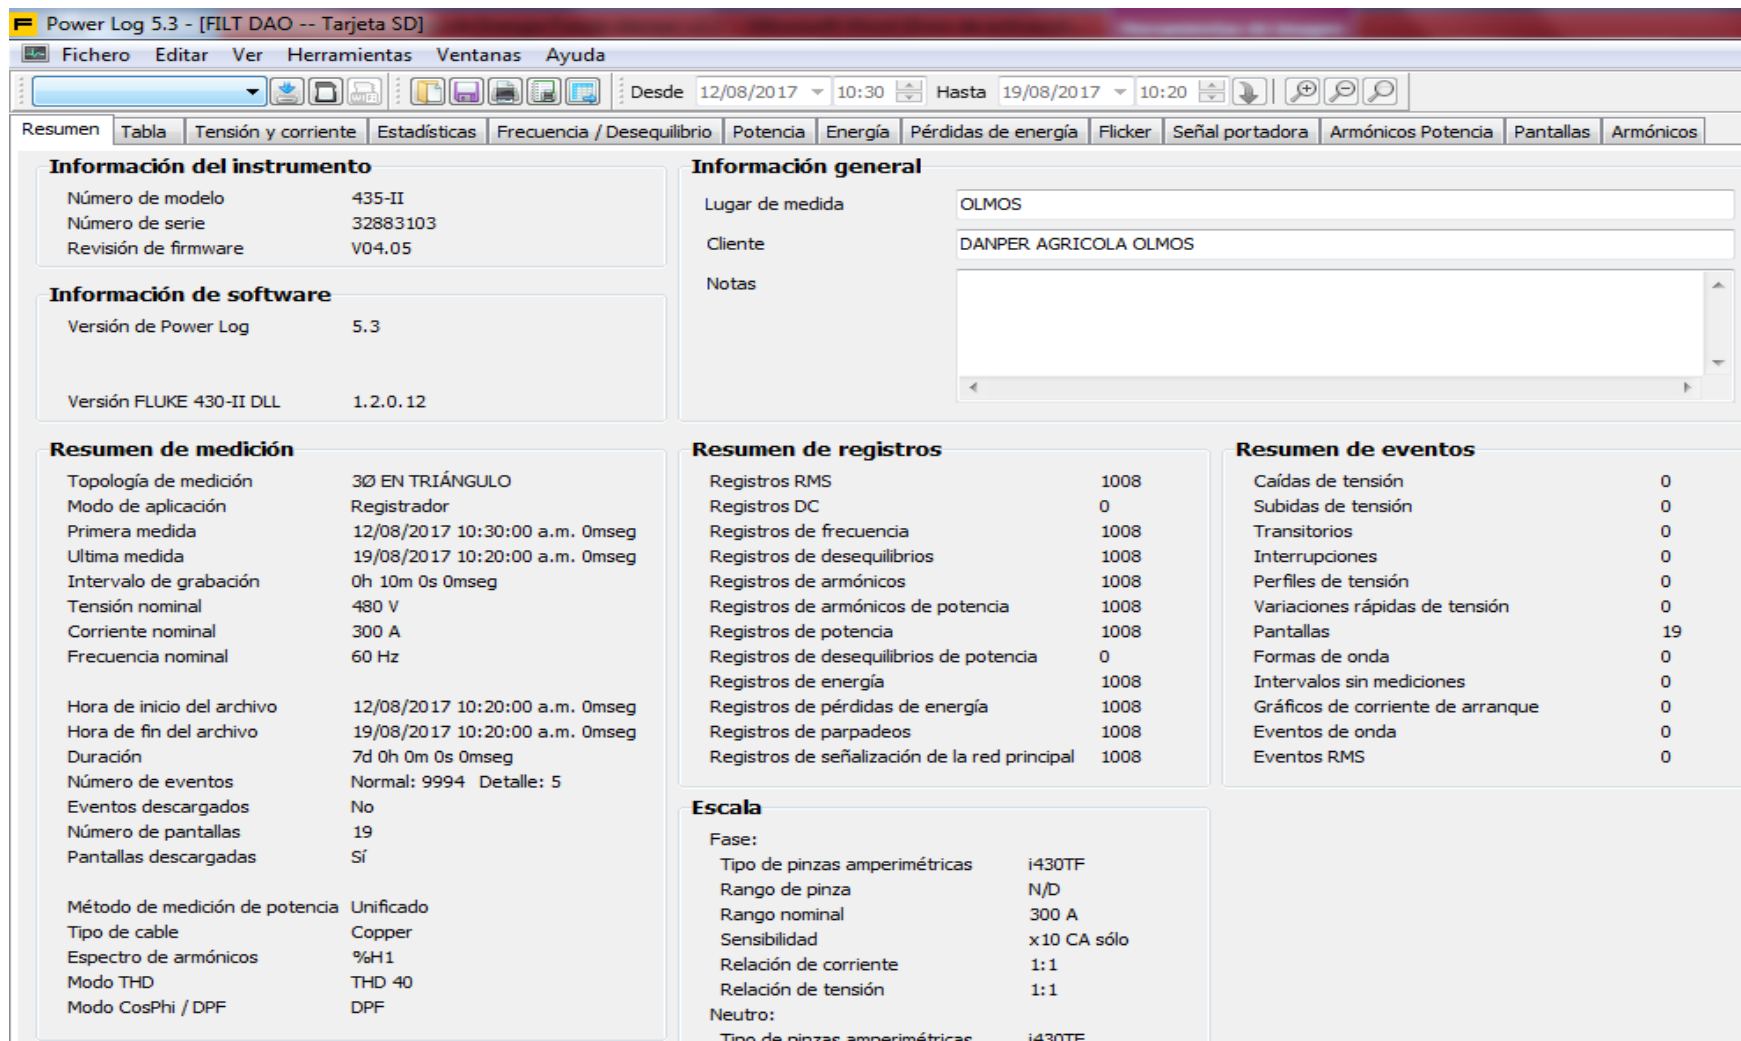 Power Log 5.3 - [FILT DAO -- Tarjeta SD]
Fichero Editar Ver Herramientas Ventanas Ayuda
Desde 12/08/2017 10:30 Hasta 19/08/2017 10:20
Resumen Tabla Tensión y corriente Estadísticas Frecuencia / Desequilibrio Potencia Energía Pérdidas de energía Flicker Señal portadora Armónicos Potencia Pantallas Armónicos
Información del instrumento
Número de modelo 435-II
Número de serie 32883103
Revisión de firmware V04.05
Información general
Lugar de medida OLMOS
Cliente DANPER AGRICOLA OLMOS
Notas
Información de software
Versión de Power Log 5.3
Versión FLUKE 430-II DLL 1.2.0.12
Resumen de medición
Topología de medición 3Ø EN TRIÁNGULO
Modo de aplicación Registrador
Primera medida 12/08/2017 10:30:00 a.m. 0mseg
Ultima medida 19/08/2017 10:20:00 a.m. 0mseg
Intervalo de grabación 0h 10m 0s 0mseg
Tensión nominal 480 V
Corriente nominal 300 A
Frecuencia nominal 60 Hz
Hora de inicio del archivo 12/08/2017 10:20:00 a.m. 0mseg
Hora de fin del archivo 19/08/2017 10:20:00 a.m. 0mseg
Duración 7d 0h 0m 0s 0mseg
Número de eventos Normal: 9994 Detalle: 5
Eventos descargados No
Número de pantallas 19
Pantallas descargadas Sí
Método de medición de potencia Unificado
Tipo de cable Copper
Espectro de armónicos %H1
Modo THD THD 40
Modo CosPhi / DPF DPF
Resumen de registros
Registros RMS 1008
Registros DC 0
Registros de frecuencia 1008
Registros de desequilibrios 1008
Registros de armónicos 1008
Registros de armónicos de potencia 1008
Registros de potencia 1008
Registros de desequilibrios de potencia 0
Registros de energía 1008
Registros de pérdidas de energía 1008
Registros de parpadeos 1008
Registros de señalización de la red principal 1008
Resumen de eventos
Caídas de tensión 0
Subidas de tensión 0
Transitorios 0
Interrupciones 0
Perfiles de tensión 0
Variaciones rápidas de tensión 0
Pantallas 19
Formas de onda 0
Intervalos sin mediciones 0
Gráficos de corriente de arranque 0
Eventos de onda 0
Eventos RMS 0
Escala
Fase:
Tipo de pinzas amperimétricas i430TF
Rango de pinza N/D
Rango nominal 300 A
Sensibilidad x10 CA sólo
Relación de corriente 1:1
Relación de tensión 1:1
Neutro:
Tipo de pinzas amperimétricas i430TF